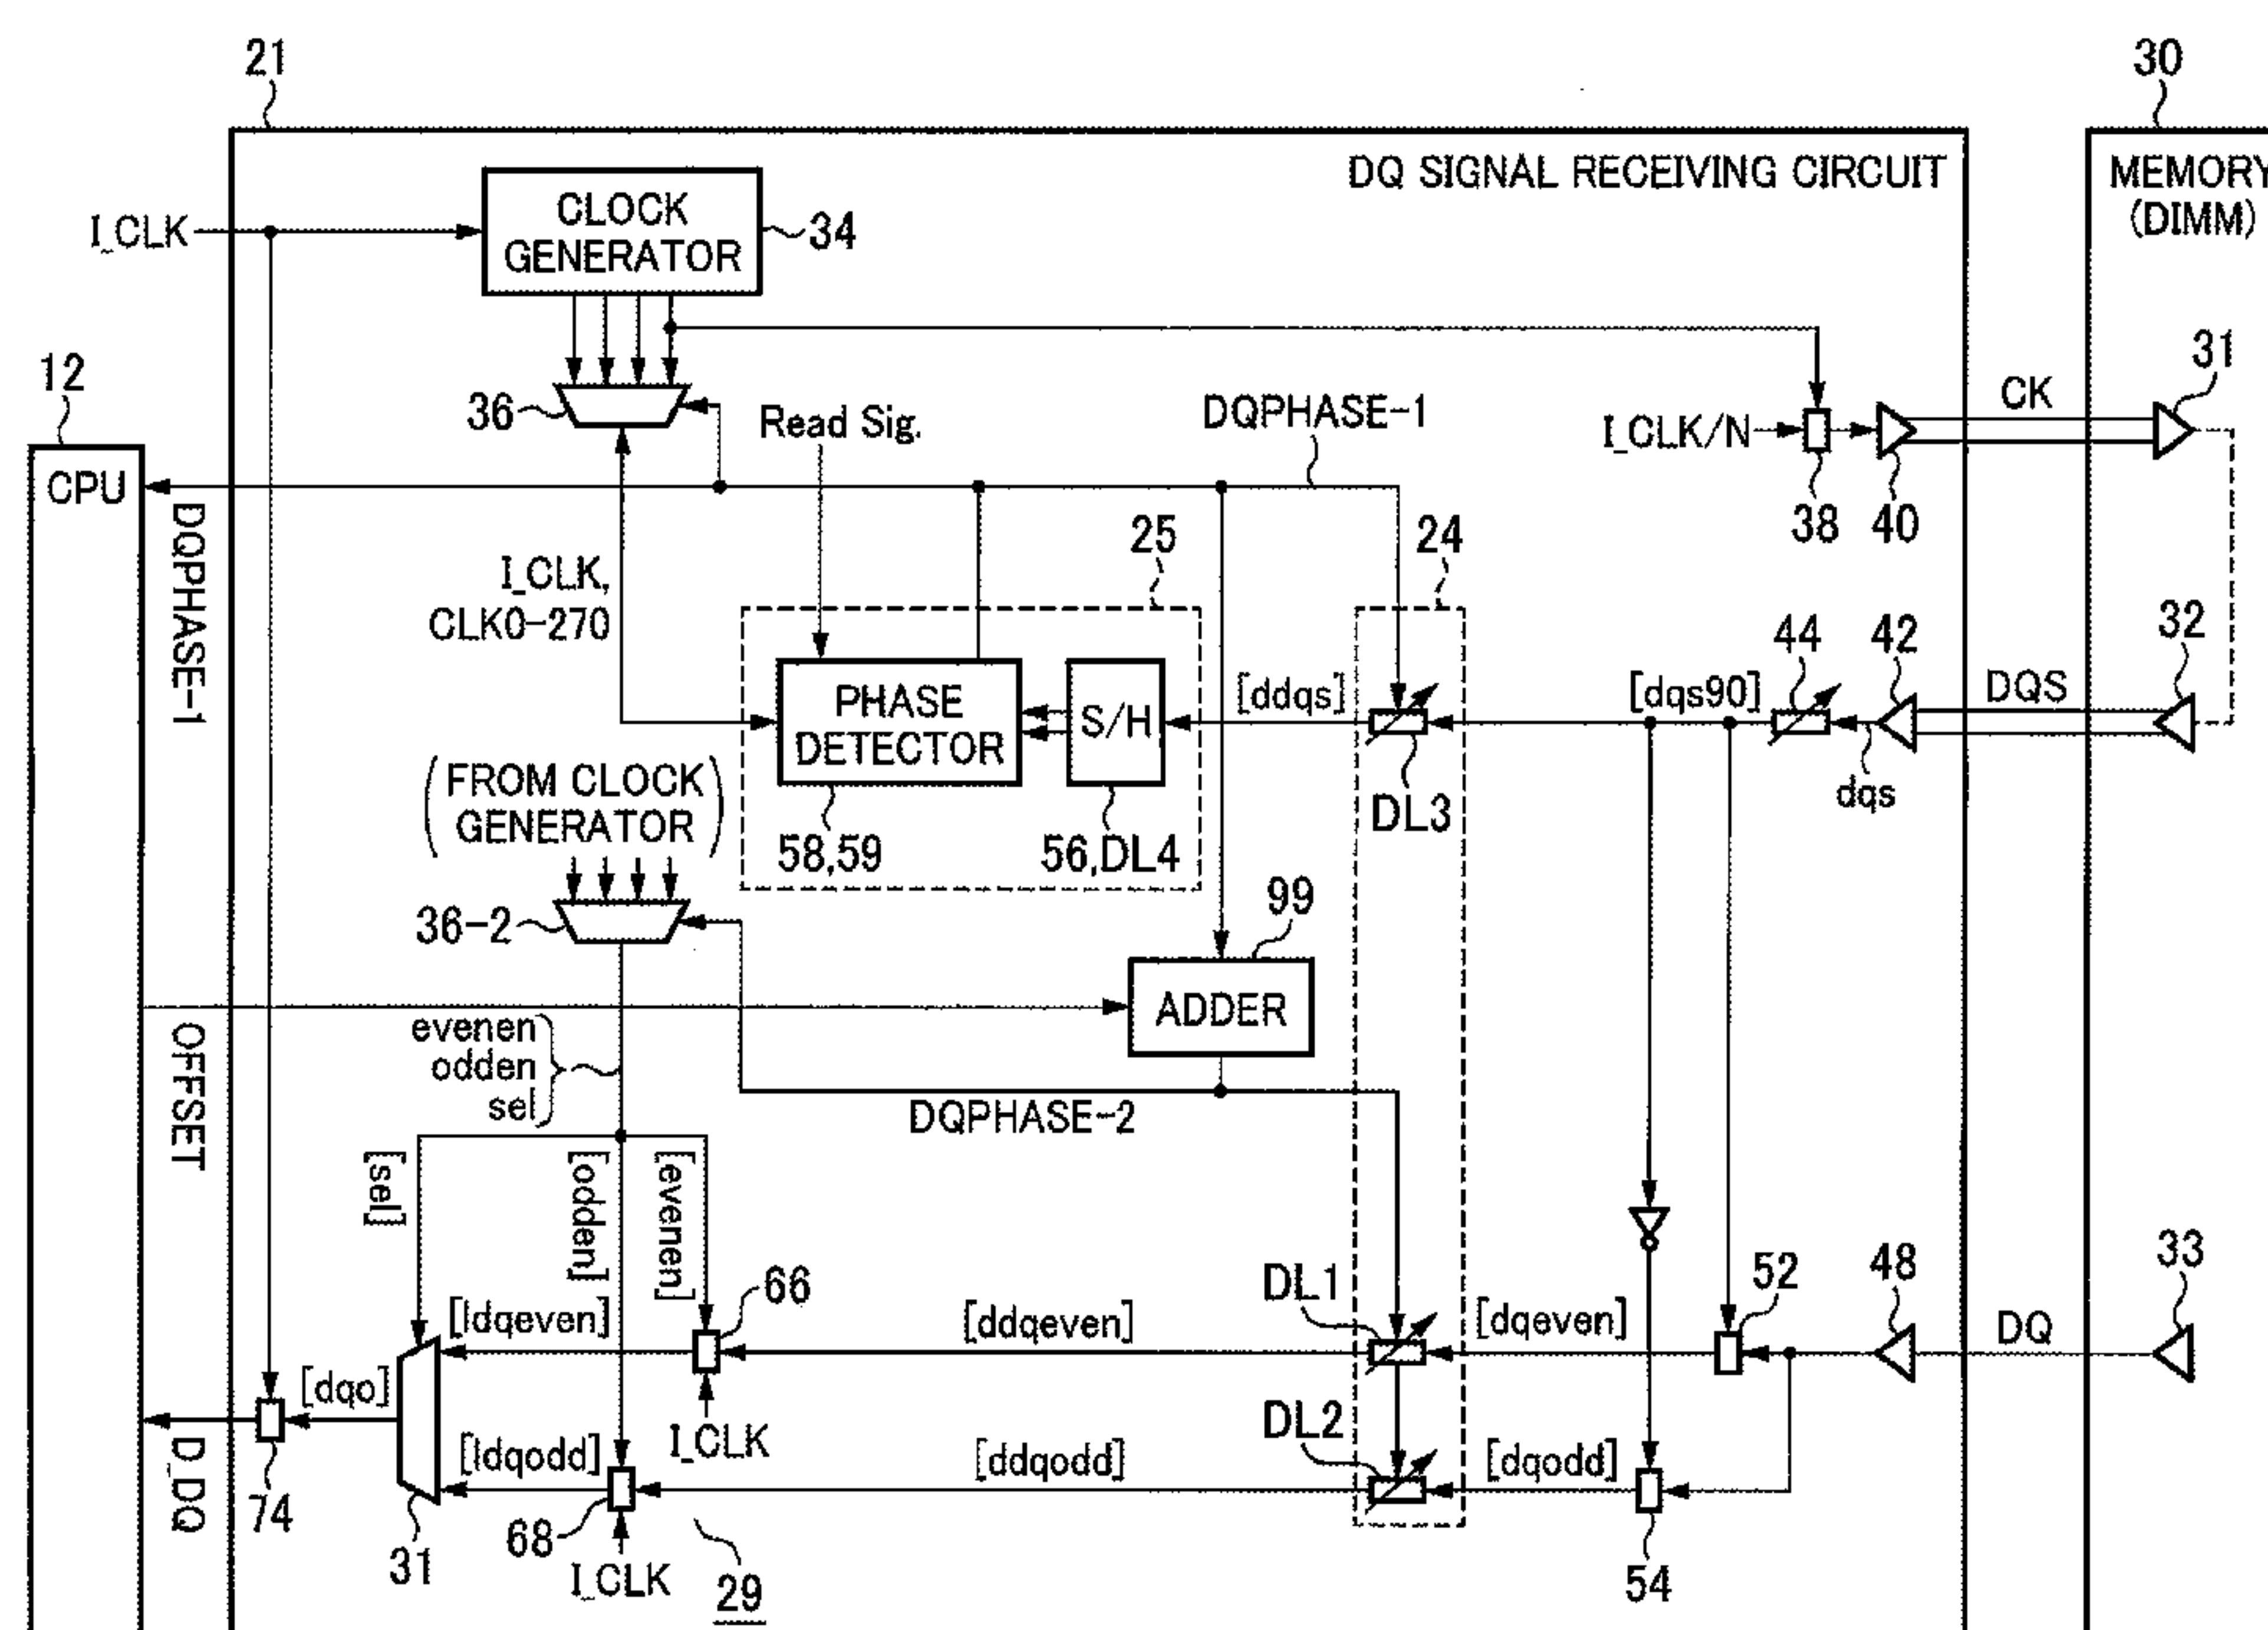 21
30
DQ SIGNAL RECEIVING CIRCUIT
MEMORY
(DIMM)
I_CLK
CLOCK
GENERATOR
34
12
31
36
Read Sig.
DQPHASE-1
I_CLK/N
CK
CPU
38
40
DQPHASE-1
25
24
I_CLK,
CLK0-270
44
42
32
PHASE
DETECTOR
S/H
[ddqs]
[dqs90]
DQS
dqs
(FROM CLOCK
GENERATOR)
58,59
56,DL4
DL3
36-2
99
ADDER
OFFSET
evenen
odden
sel
DQPHASE-2
[sel]
[odden]
[evenen]
66
DL1
52
48
33
[ldqeven]
[ddqeven]
[dqeven]
DQ
[dqo]
I_CLK
DL2
[ldqodd]
[ddqodd]
[dqodd]
D_DQ
74
31
68
I_CLK
29
54